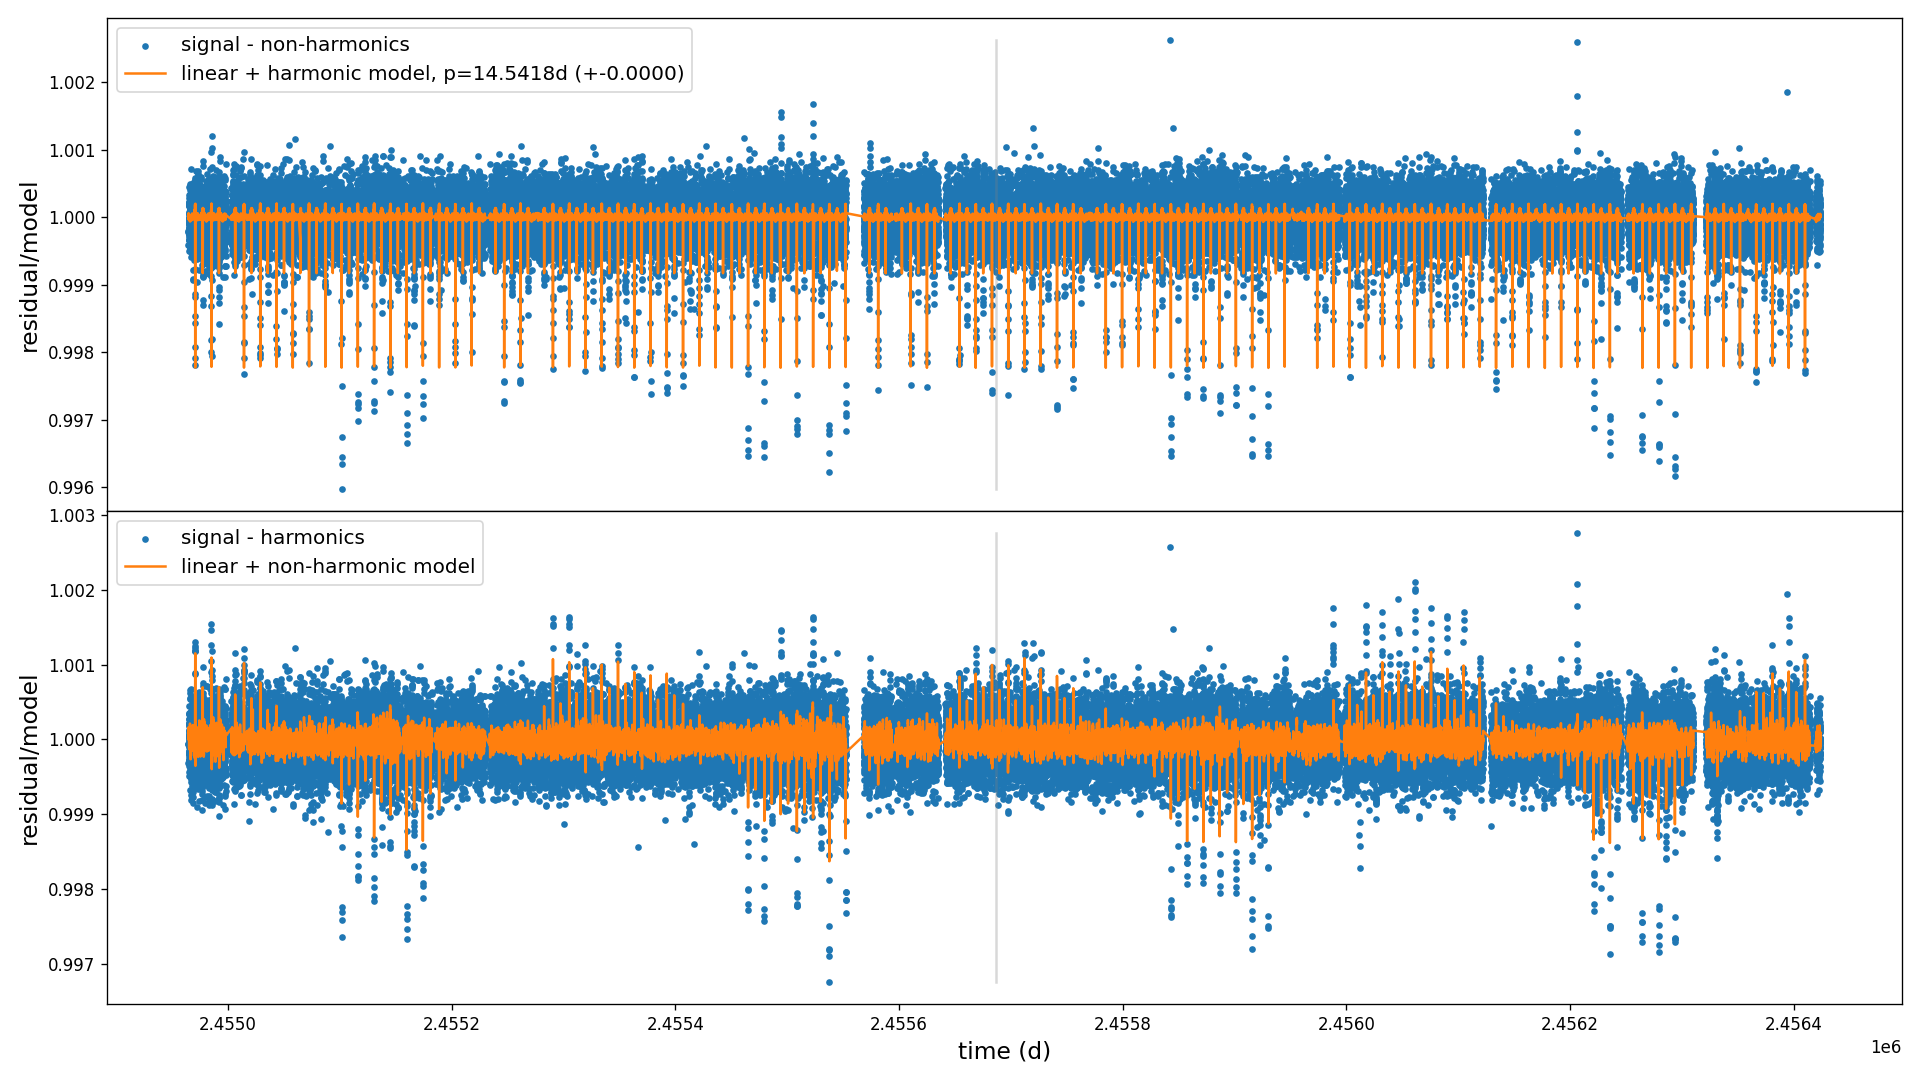 signal - non-harmonics
linear + harmonic model, p=14.5418d (+-0.0000)
1.002
1.001
1.000
0.999
0.998
0.997
0.996
residual/model
signal - harmonics
linear + non-harmonic model
1.003
1.002
1.001
1.000
0.999
0.998
0.997
residual/model
2.4550 2.4552 2.4554 2.4556 2.4558 2.4560 2.4562 2.4564
time (d)
1e6